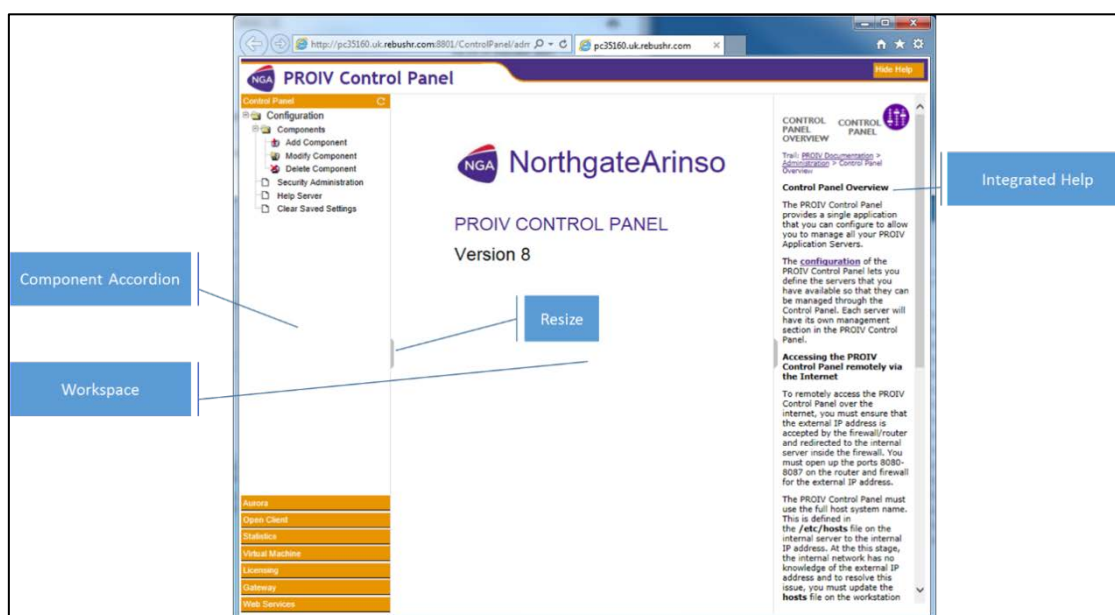 http://pc35160.uk.rebushr.com:8801/ControlPanel/adm
pc35160.uk.rebushr.com
NGA PROIV Control Panel
Hide Help
Control Panel
Configuration
Components
Add Component
Modify Component
Delete Component
Security Administration
Help Server
Clear Saved Settings
Aurora
Open Client
Statistics
Virtual Machine
Licensing
Gateway
Web Services
NGA NorthgateArinso
PROIV CONTROL PANEL
Version 8
CONTROL
PANEL
OVERVIEW
CONTROL
PANEL
Trail: PROIV Documentation >
Administration > Control Panel
Overview
Control Panel Overview
The PROIV Control Panel
provides a single application
that you can configure to allow
you to manage all your PROIV
Application Servers.
The configuration of the
PROIV Control Panel lets you
define the servers that you
have available so that they can
be managed through the
Control Panel. Each server will
have its own management
section in the PROIV Control
Panel.
Accessing the PROIV
Control Panel remotely via
the Internet
To remotely access the PROIV
Control Panel over the
internet, you must ensure that
the external IP address is
accepted by the firewall/router
and redirected to the internal
server inside the firewall. You
must open up the ports 8080-
8087 on the router and firewall
for the external IP address.
The PROIV Control Panel must
use the full host system name.
This is defined in
the /etc/hosts file on the
internal server to the internal
IP address. At the this stage,
the internal network has no
knowledge of the external IP
address and to resolve this
issue, you must update the
hosts file on the workstation
Component Accordion
Workspace
Resize
Integrated Help